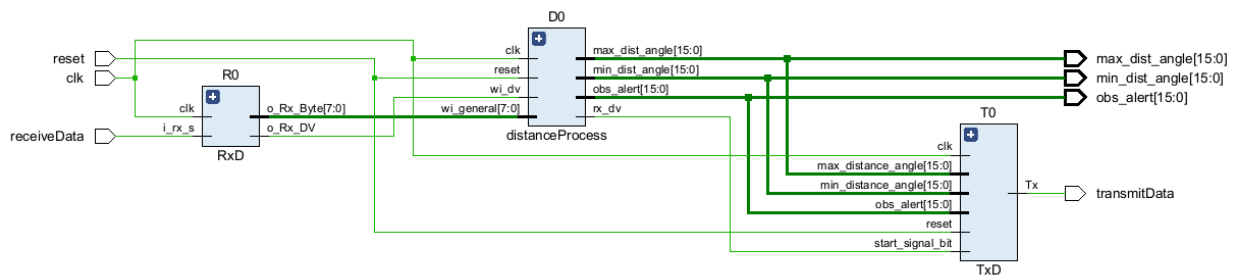 D0
reset
clk
receiveData
R0
clk
i_rx_s
o_Rx_Byte[7:0]
o_Rx_DV
RxD
clk
reset
wi_dv
wi_general[7:0]
max_dist_angle[15:0]
min_dist_angle[15:0]
obs_alert[15:0]
rx_dv
distanceProcess
max_dist_angle[15:0]
min_dist_angle[15:0]
obs_alert[15:0]
T0
clk
max_distance_angle[15:0]
min_distance_angle[15:0]
obs_alert[15:0]
reset
start_signal_bit
Tx
TxD
transmitData